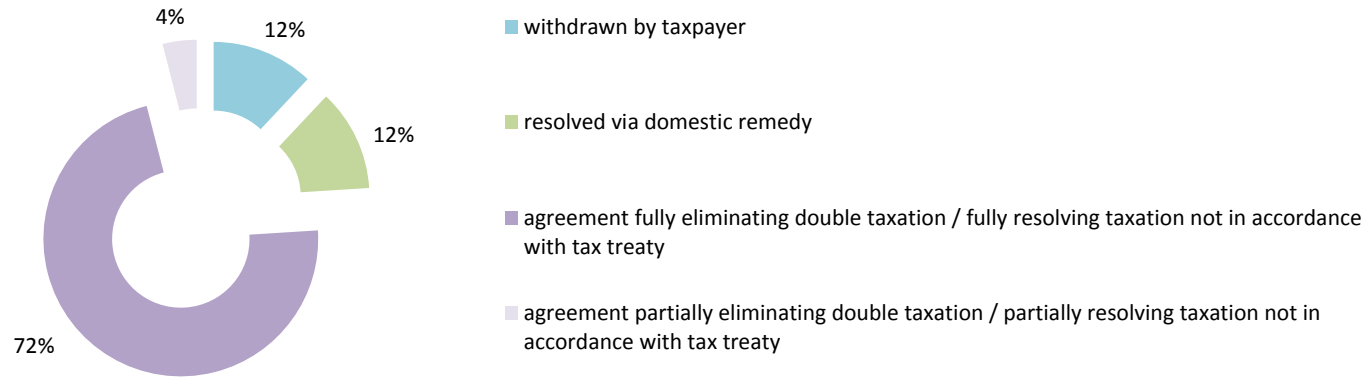 4%
12%
12%
72%
withdrawn by taxpayer
resolved via domestic remedy
agreement fully eliminating double taxation / fully resolving taxation not in accordance
with tax treaty
agreement partially eliminating double taxation / partially resolving taxation not in
accordance with tax treaty